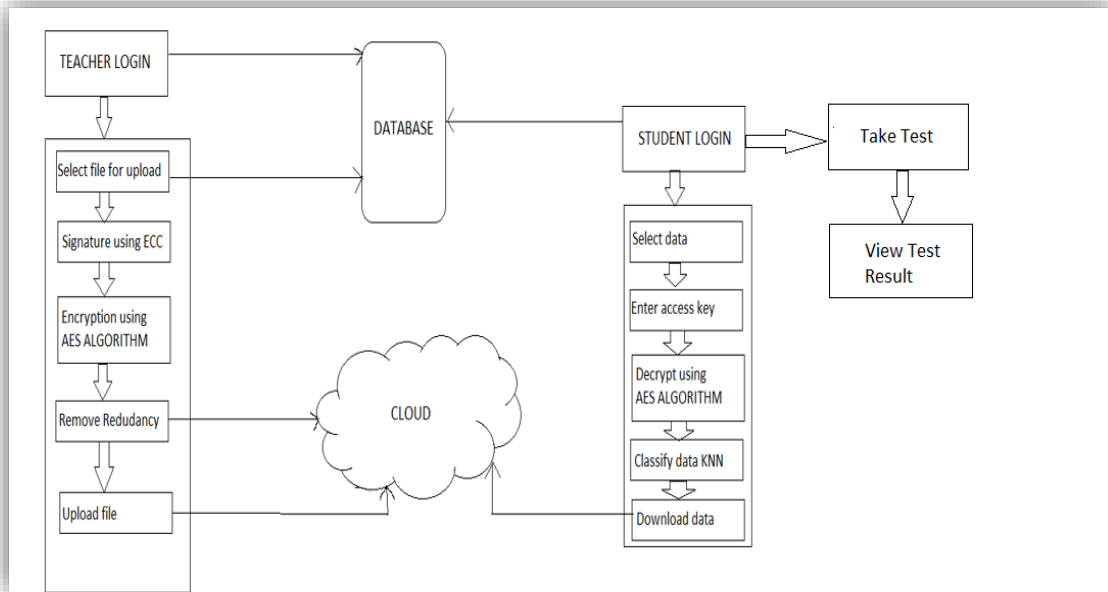 TEACHER LOGIN
Select file for upload
Signature using ECC
Encryption using
AES ALGORITHM
Remove Redudancy
Upload file
DATABASE
CLOUD
STUDENT LOGIN
Select data
Enter access key
Decrypt using
AES ALGORITHM
Classify data KNN
Download data
Take Test
View Test
Result